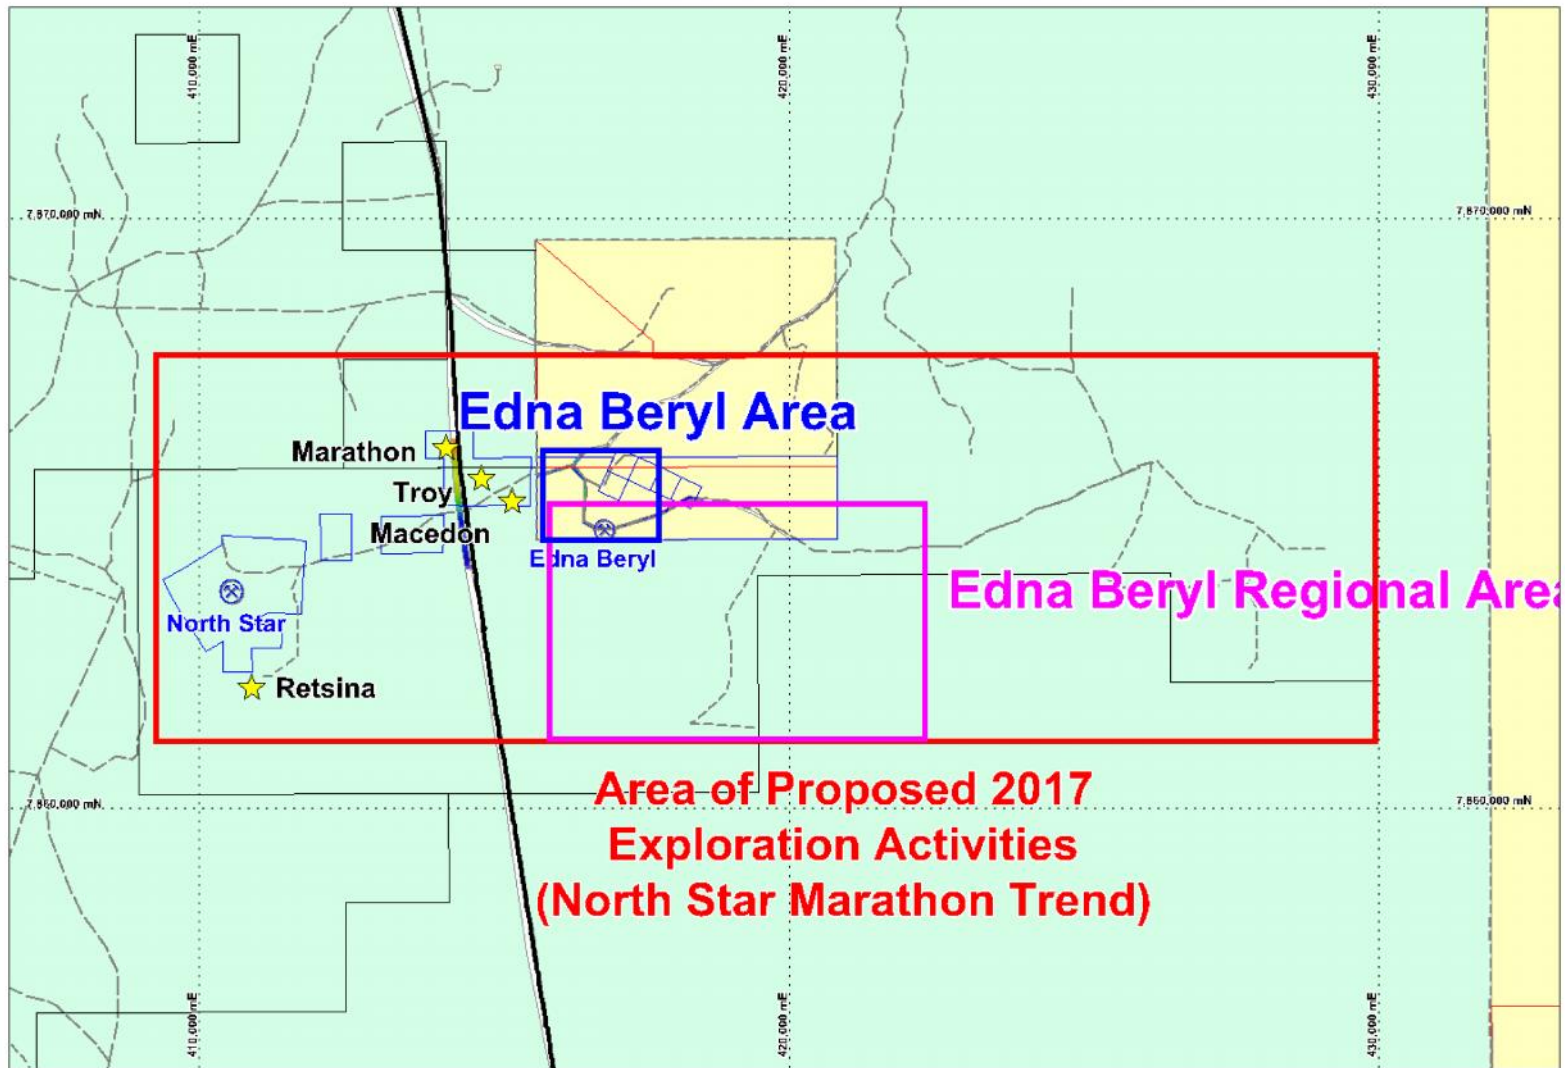 410,000 mE
420,000 mE
430,000 mE
7,870,000 mN
7,870,000 mN
Edna Beryl Area
Marathon
Troy
Macedon
Edna Beryl
Edna Beryl Regional Area
North Star
Retsina
Area of Proposed 2017
Exploration Activities
(North Star Marathon Trend)
7,860,000 mN
7,860,000 mN
410,000 mE
420,000 mE
430,000 mE